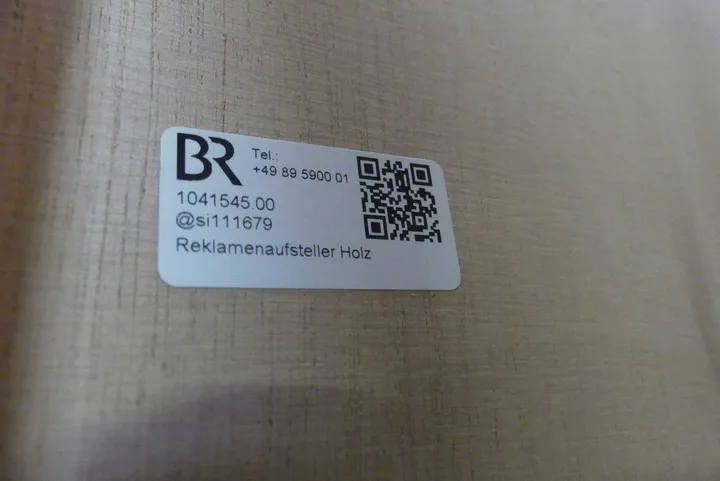 BR
Tel.:
+49 89 5900 01
1041545.00
@si111679
Reklamenaufsteller Holz